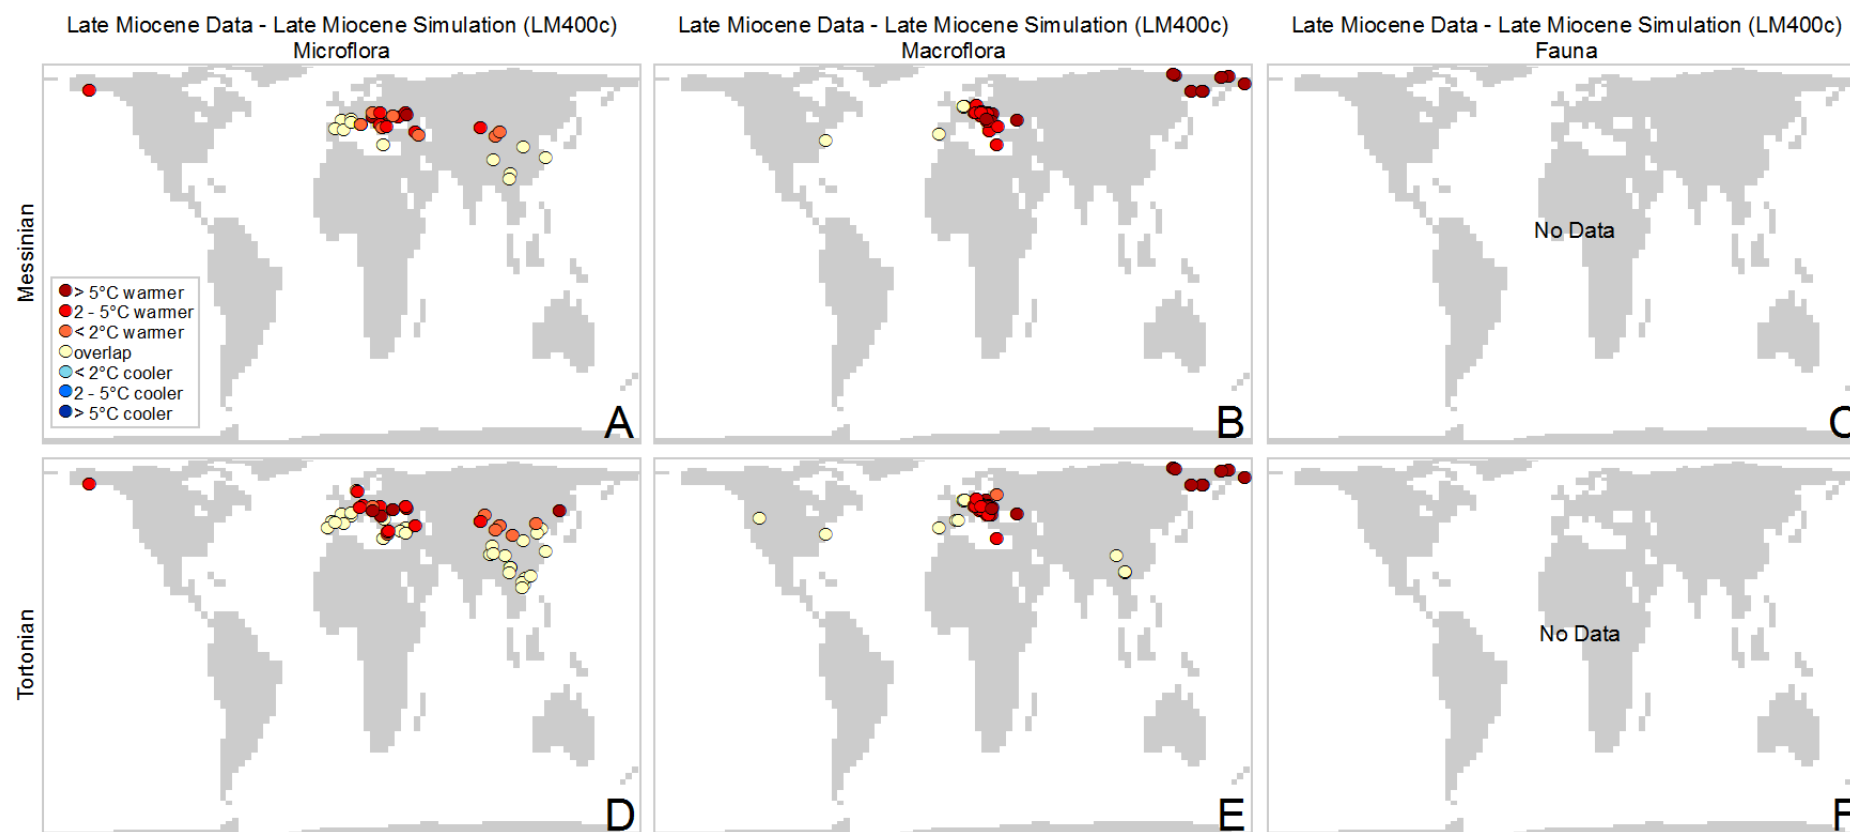 Late Miocene Data - Late Miocene Simulation (LM400c)
Microflora
Late Miocene Data - Late Miocene Simulation (LM400c)
Macroflora
Late Miocene Data - Late Miocene Simulation (LM400c)
Fauna
Messinian
> 5°C warmer
2 - 5°C warmer
< 2°C warmer
overlap
< 2°C cooler
2 - 5°C cooler
> 5°C cooler
A
B
No Data
C
Tortonian
D
E
No Data
F